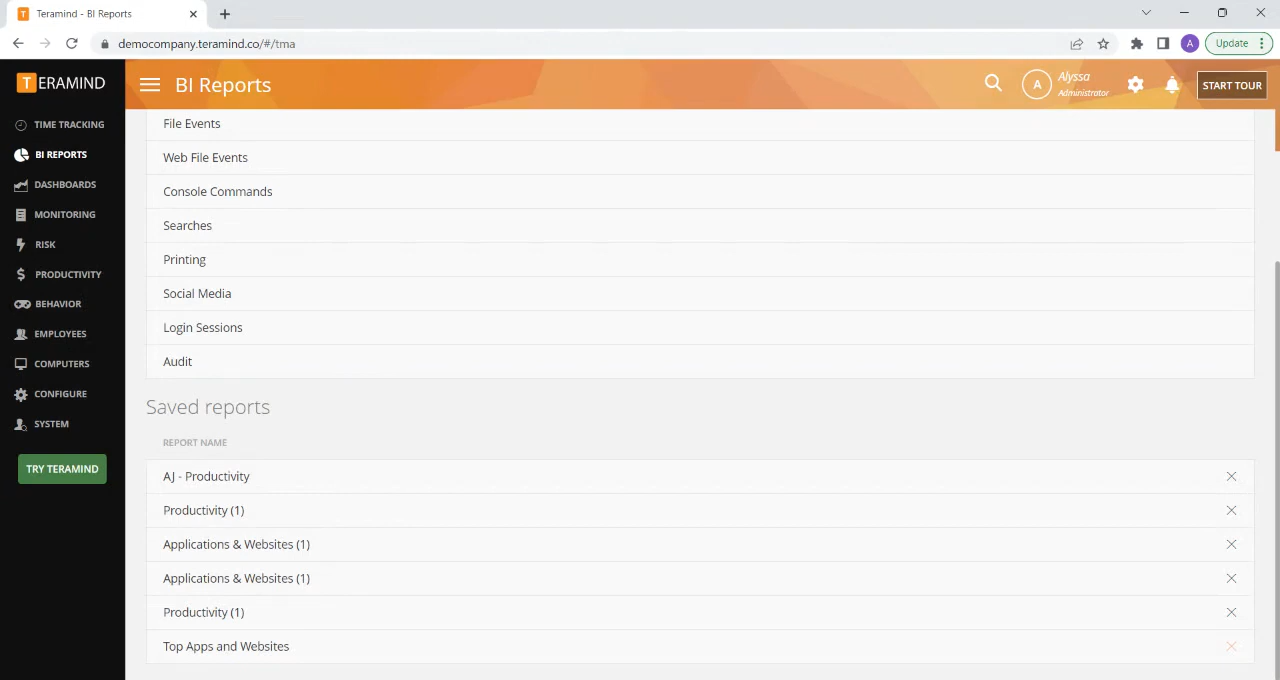 Teramind - BI Reports
democompany.teramind.co/#/tma
A
Update
TERAMIND
BI Reports
A
Alyssa
Administrator
START TOUR
TIME TRACKING
BI REPORTS
DASHBOARDS
MONITORING
RISK
PRODUCTIVITY
BEHAVIOR
EMPLOYEES
COMPUTERS
CONFIGURE
SYSTEM
TRY TERAMIND
File Events
Web File Events
Console Commands
Searches
Printing
Social Media
Login Sessions
Audit
Saved reports
REPORT NAME
AJ - Productivity
Productivity (1)
Applications & Websites (1)
Applications & Websites (1)
Productivity (1)
Top Apps and Websites